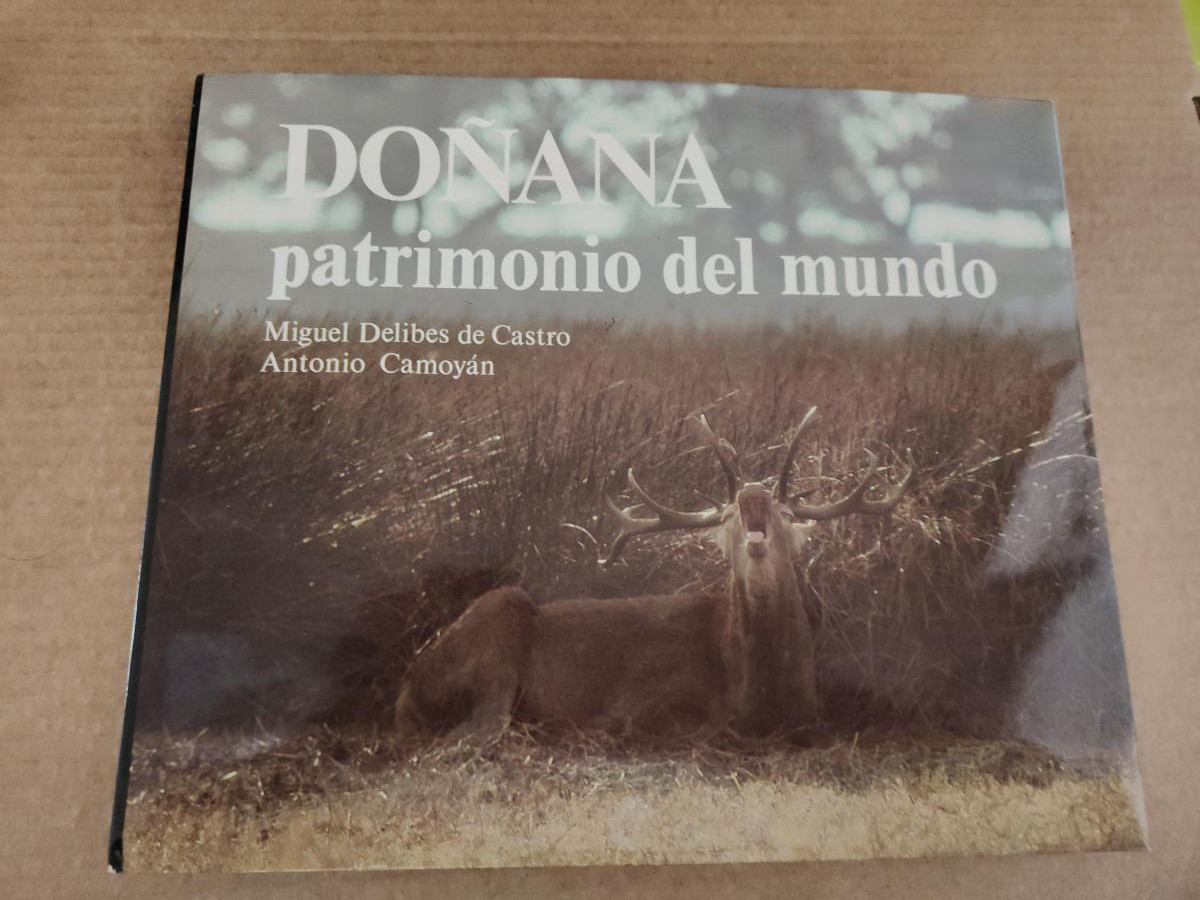 DOÑANA
patrimonio del mundo
Miguel Delibes de Castro
Antonio Camoyán